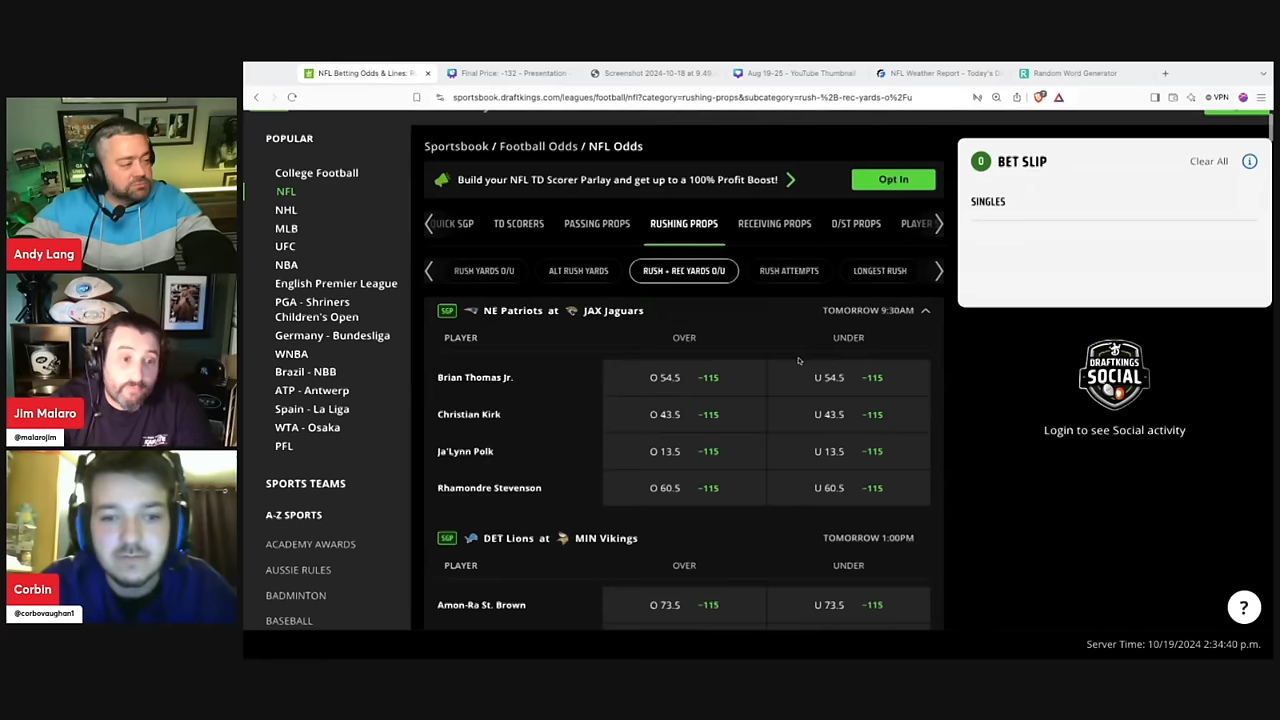 NFL Betting Odds & Lines: R
Final Price: -132 - Presentation
Screenshot 2024-10-18 at 9.49
Aug 19-25 - YouTube Thumbnail
NFL Weather Report - Today's D
Random Word Generator
sportsbook.draftkings.com/leagues/football/nfl?category=rushing-props&subcategory=rush-%2B-rec-yards-o%2Fu
VPN
Andy Lang
Jim Malaro
@malarojim
Corbin
@corbovaughan1
POPULAR
College Football
NFL
NHL
MLB
UFC
NBA
English Premier League
PGA - Shriners
Children's Open
Germany - Bundesliga
WNBA
Brazil - NBB
ATP - Antwerp
Spain - La Liga
WTA - Osaka
PFL
SPORTS TEAMS
A-Z SPORTS
ACADEMY AWARDS
AUSSIE RULES
BADMINTON
BASEBALL
Sportsbook / Football Odds / NFL Odds
Build your NFL TD Scorer Parlay and get up to a 100% Profit Boost!
Opt In
QUICK SGP TD SCORERS PASSING PROPS RUSHING PROPS RECEIVING PROPS D/ST PROPS PLAYER
RUSH YARDS O/U ALT RUSH YARDS RUSH + REC YARDS O/U RUSH ATTEMPTS LONGEST RUSH
SGP NE Patriots at JAX Jaguars TOMORROW 9:30AM
PLAYER OVER UNDER
Brian Thomas Jr. O 54.5 -115 U 54.5 -115
Christian Kirk O 43.5 -115 U 43.5 -115
Ja'Lynn Polk O 13.5 -115 U 13.5 -115
Rhamondre Stevenson O 60.5 -115 U 60.5 -115
SGP DET Lions at MIN Vikings TOMORROW 1:00PM
PLAYER OVER UNDER
Amon-Ra St. Brown O 73.5 -115 U 73.5 -115
0 BET SLIP Clear All
SINGLES
DRAFTKINGS
SOCIAL
Login to see Social activity
?
Server Time: 10/19/2024 2:34:40 p.m.